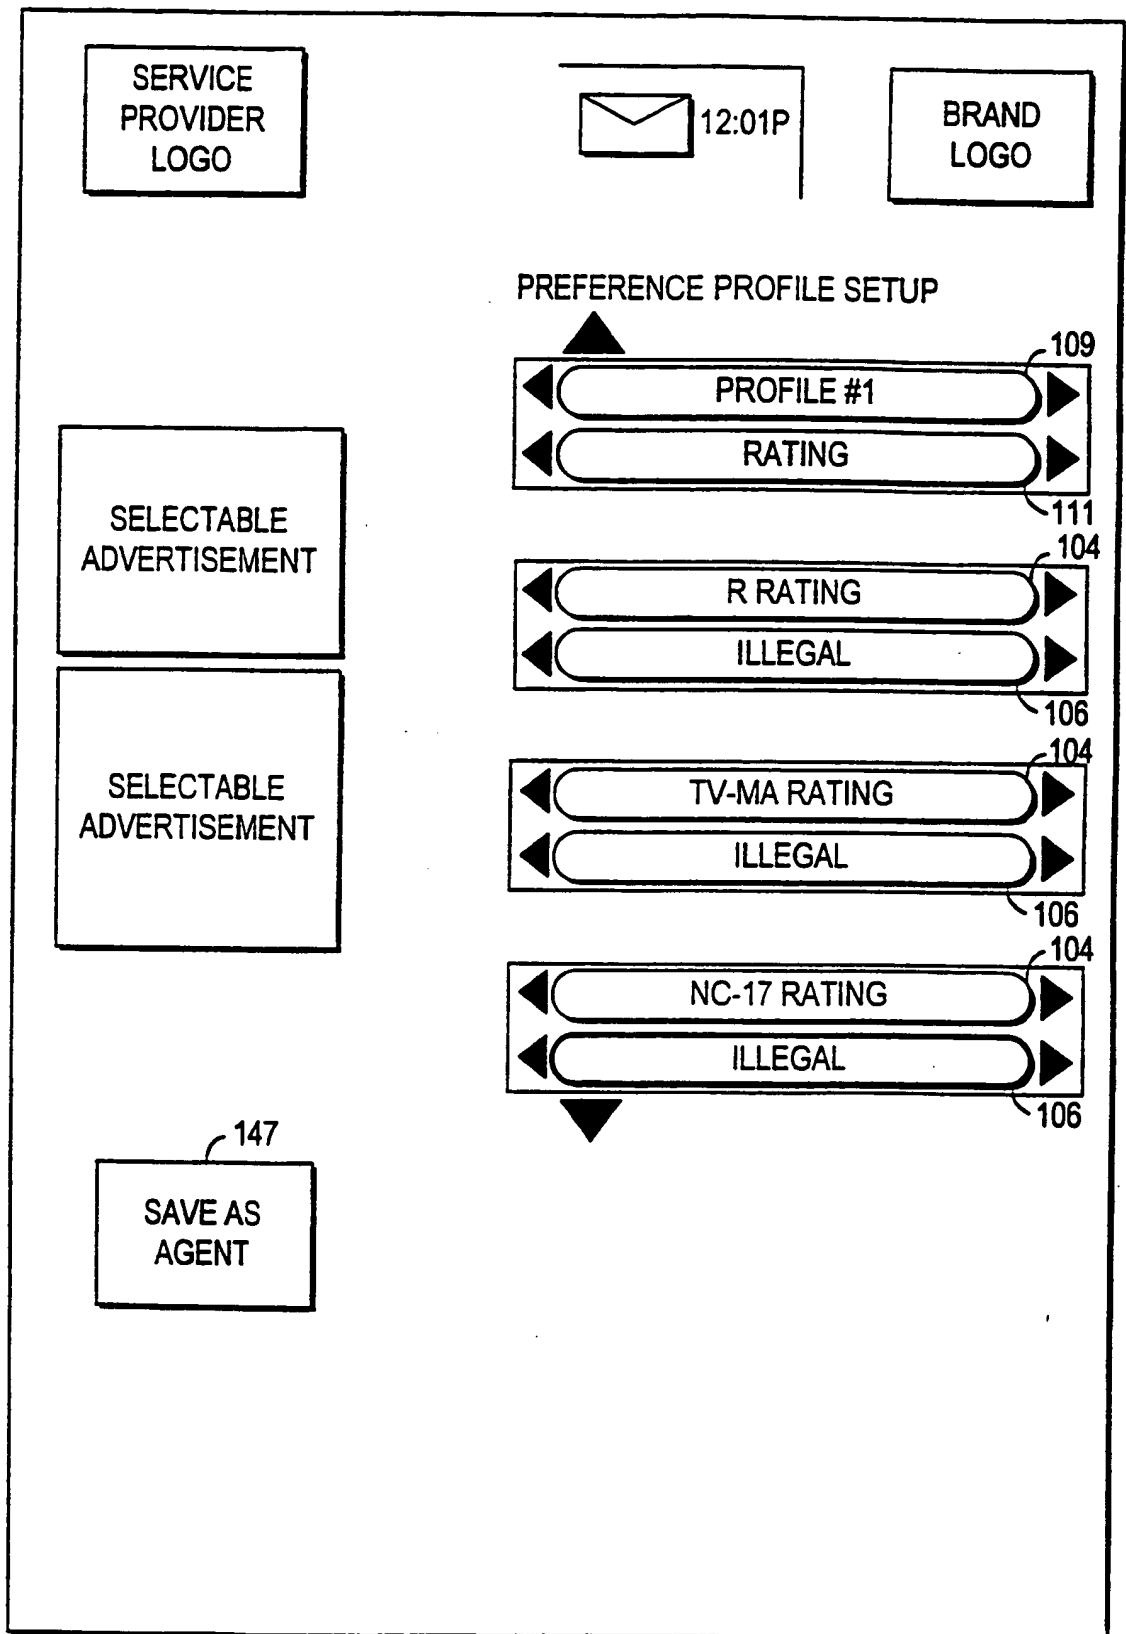 SERVICE
PROVIDER
LOGO
12:01P
BRAND
LOGO
PREFERENCE PROFILE SETUP
109
PROFILE #1
RATING
111
SELECTABLE
ADVERTISEMENT
104
R RATING
ILLEGAL
106
SELECTABLE
ADVERTISEMENT
104
TV-MA RATING
ILLEGAL
106
104
NC-17 RATING
ILLEGAL
106
147
SAVE AS
AGENT